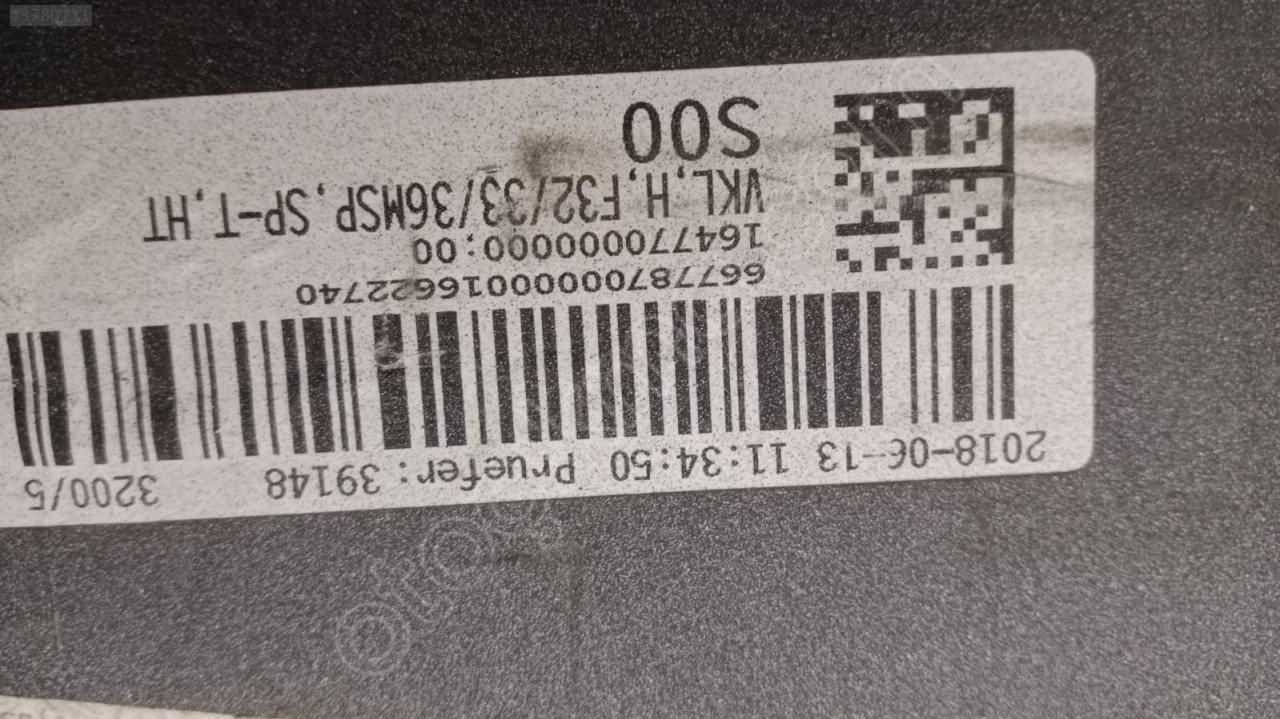 2018-06-13 11:34:50 Pruefer:39148 3200/5
66778700000016622740
164770000000;00
VKL,H,F32/33/36MSP,SP-T,HT
S00